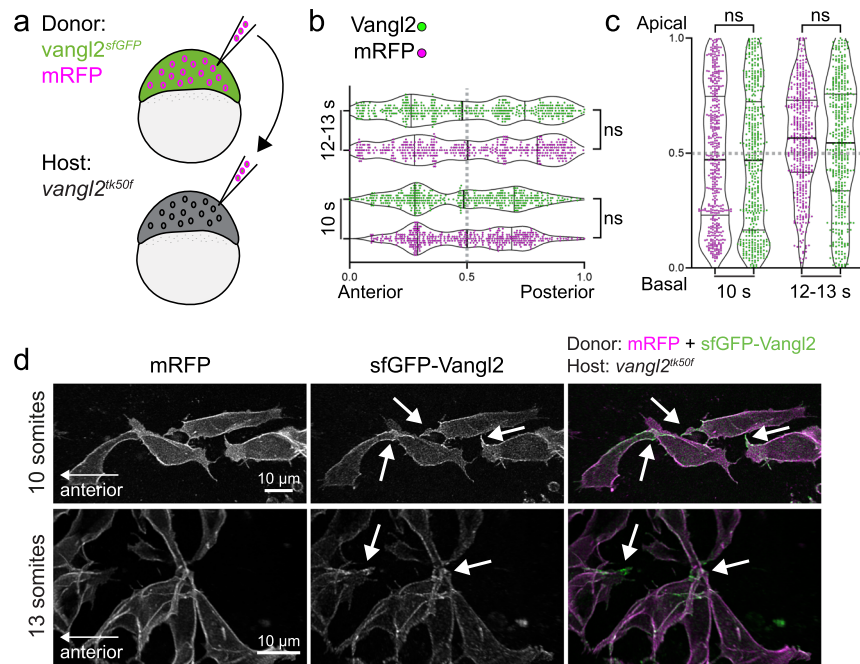 a
Donor:
vangl2sfGFP
mRFP
Host:
vangl2tk50f
b
Vangl2
mRFP
12-13 s
10 s
ns
ns
0.0
0.5
1.0
Anterior
Posterior
c
Apical
ns
ns
1.0
0.5
0.0
Basal
10 s
12-13 s
d
mRFP
sfGFP-Vangl2
Donor: mRFP + sfGFP-Vangl2
Host: vangl2tk50f
10 somites
anterior
10 µm
13 somites
anterior
10 µm